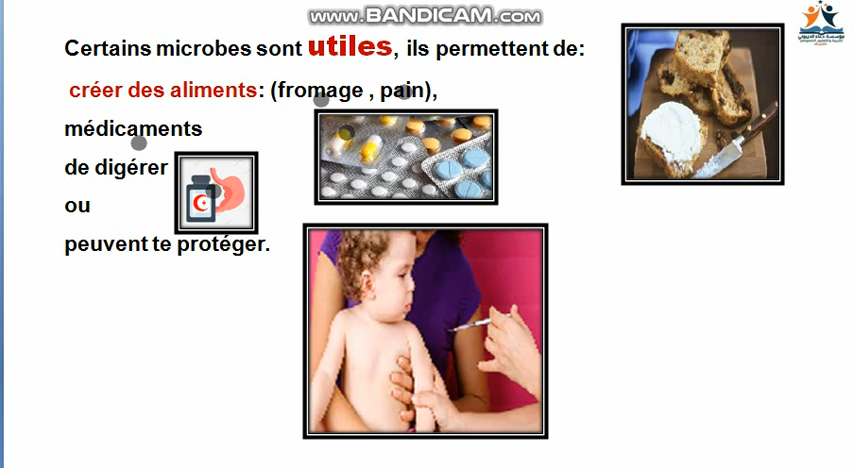 www.BANDICAM.com
Certains microbes sont utiles, ils permettent de:
créer des aliments: (fromage , pain),
médicaments
de digérer
ou
peuvent te protéger.